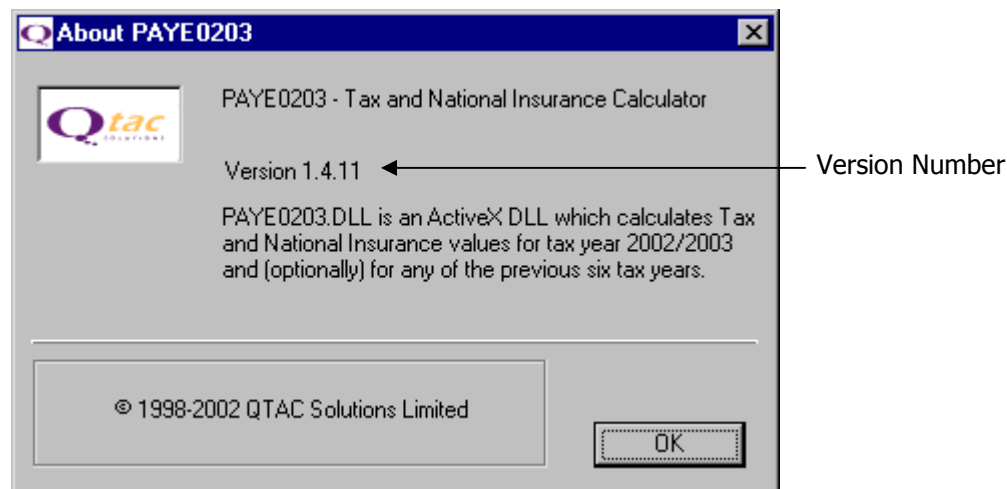 About PAYE0203
Qtac
SOLUTIONS
PAYE0203 - Tax and National Insurance Calculator
Version 1.4.11
Version Number
PAYE0203.DLL is an ActiveX DLL which calculates Tax
and National Insurance values for tax year 2002/2003
and (optionally) for any of the previous six tax years.
© 1998-2002 QTAC Solutions Limited
OK